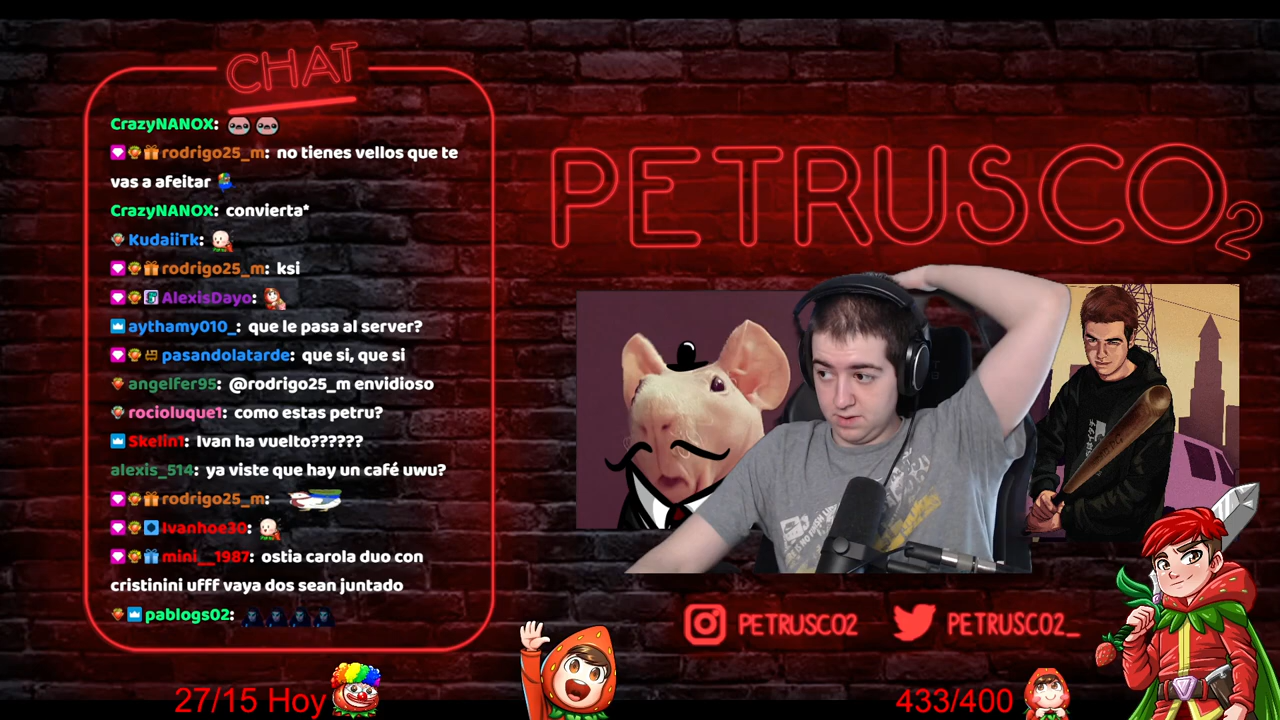 CHAT
CrazyNANOX:
rodrigo25_m: no tienes vellos que te
vas a afeitar
CrazyNANOX: convierta*
KudaiiTk:
rodrigo25_m: ksi
AlexisDayo:
aythamy010_: que le pasa al server?
pasandolatarde: que si, que si
angelfer95: @rodrigo25_m envidioso
rocioluque1: como estas petru?
Skelin1: Ivan ha vuelto??????
alexis_514: ya viste que hay un café uwu?
rodrigo25_m:
Ivanhoe30:
mini__1987: ostia carola duo con
cristinini ufff vaya dos sean juntado
pablogs02:
27/15 Hoy
PETRUSCO2
PETRUSCO2
PETRUSCO2_
433/400